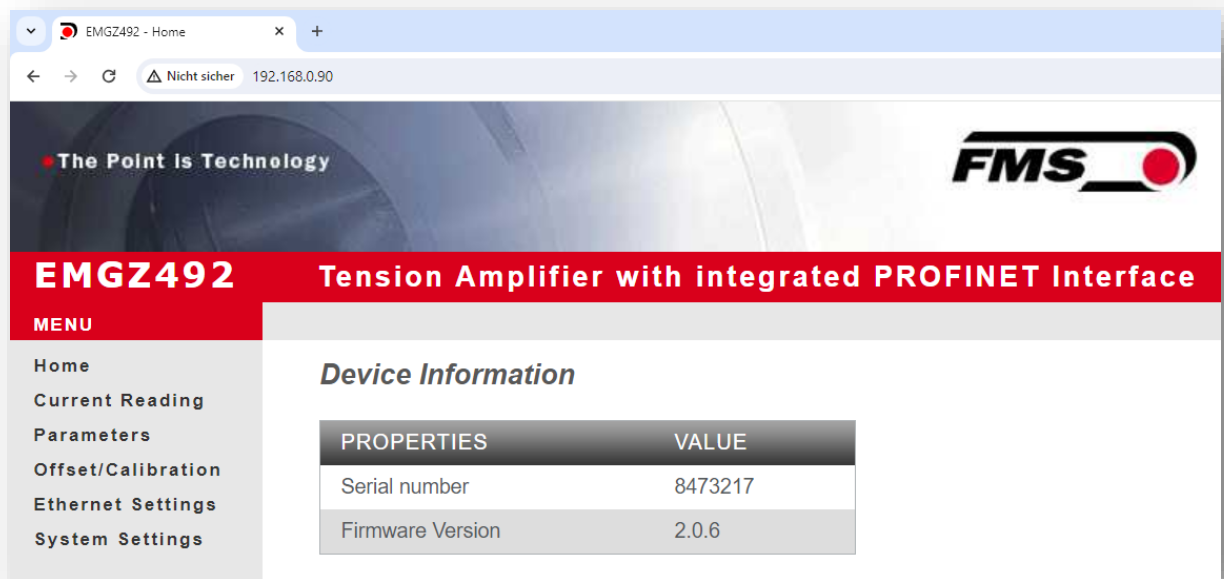 EMGZ492 - Home
Nicht sicher 192.168.0.90
The Point is Technology
FMS
EMGZ492 Tension Amplifier with integrated PROFINET Interface
MENU
Home
Current Reading
Parameters
Offset/Calibration
Ethernet Settings
System Settings
Device Information
PROPERTIES VALUE
Serial number 8473217
Firmware Version 2.0.6